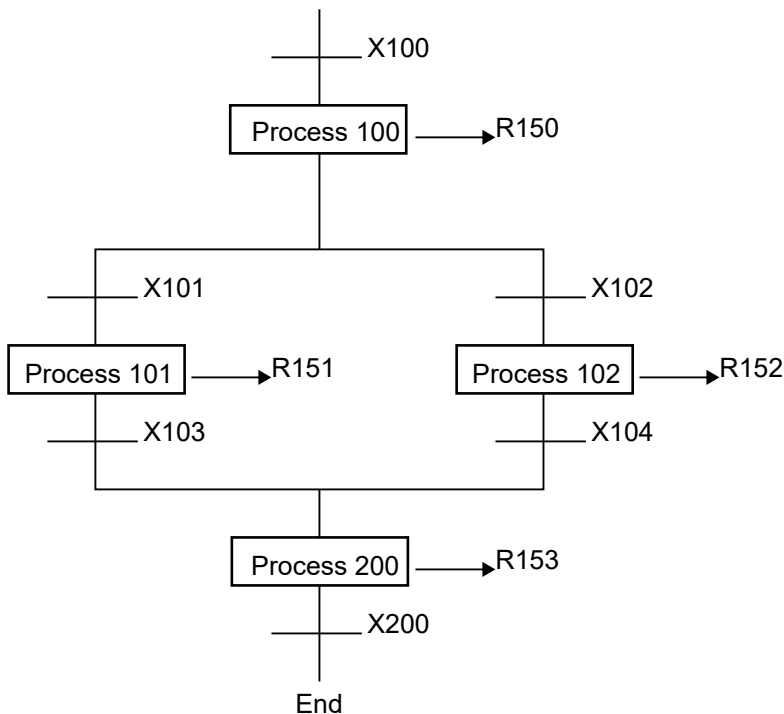 X100
Process 100
R150
X101
X102
Process 101
R151
Process 102
R152
X103
X104
Process 200
R153
X200
End